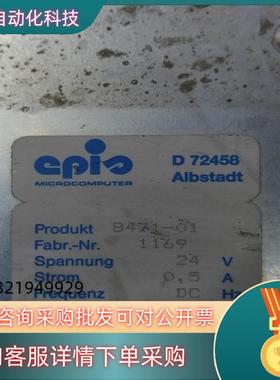 自动化科技
epis
MICROCOMPUTER
D 72458
Albstadt
Produkt 8471-01
Fabr.-Nr. 1169
Spannung 24 V
Strom 0,5 A
Frequenz DC Hz
821949929
咨询采购批发可对公开票
客服详情下单采购